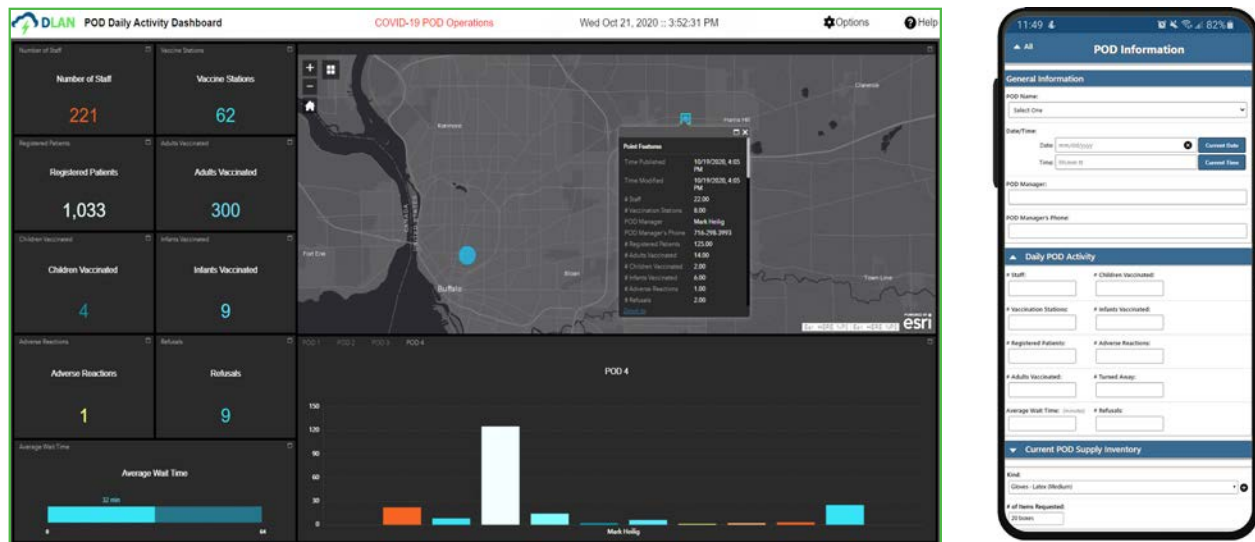 DLAN POD Daily Activity Dashboard COVID-19 POD Operations Wed Oct 21, 2020 :: 3:52:31 PM Options Help
Number of Staff Vaccine Stations
Number of Staff Vaccine Stations
221 62
Registered Patients Adults Vaccinated
Registered Patients Adults Vaccinated
1,033 300
Children Vaccinated Infants Vaccinated
Children Vaccinated Infants Vaccinated
4 9
Adverse Reactions Refusals
Adverse Reactions Refusals
1 9
Average Wait Time
Average Wait Time
32 min
0 64
+
−
Kenmore
Clarence
Harris Hill
CANADA
UNITED STATES
Fort Erie
Buffalo
Sloan
Town Line
Point Features
Time Published 10/19/2020, 4:05 PM
Time Modified 10/19/2020, 4:05 PM
# Staff 22.00
# Vaccination Stations 8.00
POD Manager Mark Heilig
POD Manager's Phone 716-298-3993
# Registered Patients 125.00
# Adults Vaccinated 14.00
# Children Vaccinated 2.00
# Infants Vaccinated 6.00
# Adverse Reactions 1.00
# Refusals 2.00
Zoom to
POWERED BY
esri
POD 1 POD 2 POD 3 POD 4
POD 4
150
120
90
60
30
0
Mark Heilig
11:49 82%
All POD Information
General Information
POD Name:
Select One
Date/Time:
Date: mm/dd/yyyy Current Date
Time: Current Time
POD Manager:
POD Manager's Phone
Daily POD Activity
# Staff: # Children Vaccinated:
# Vaccination Stations: # Infants Vaccinated:
# Registered Patients: # Adverse Reactions:
# Adults Vaccinated: # Turned Away:
Average Wait Time: (minutes) # Refusals:
Current POD Supply Inventory
Kind:
Gloves - Latex (Medium)
# of Items Requested:
20 boxes